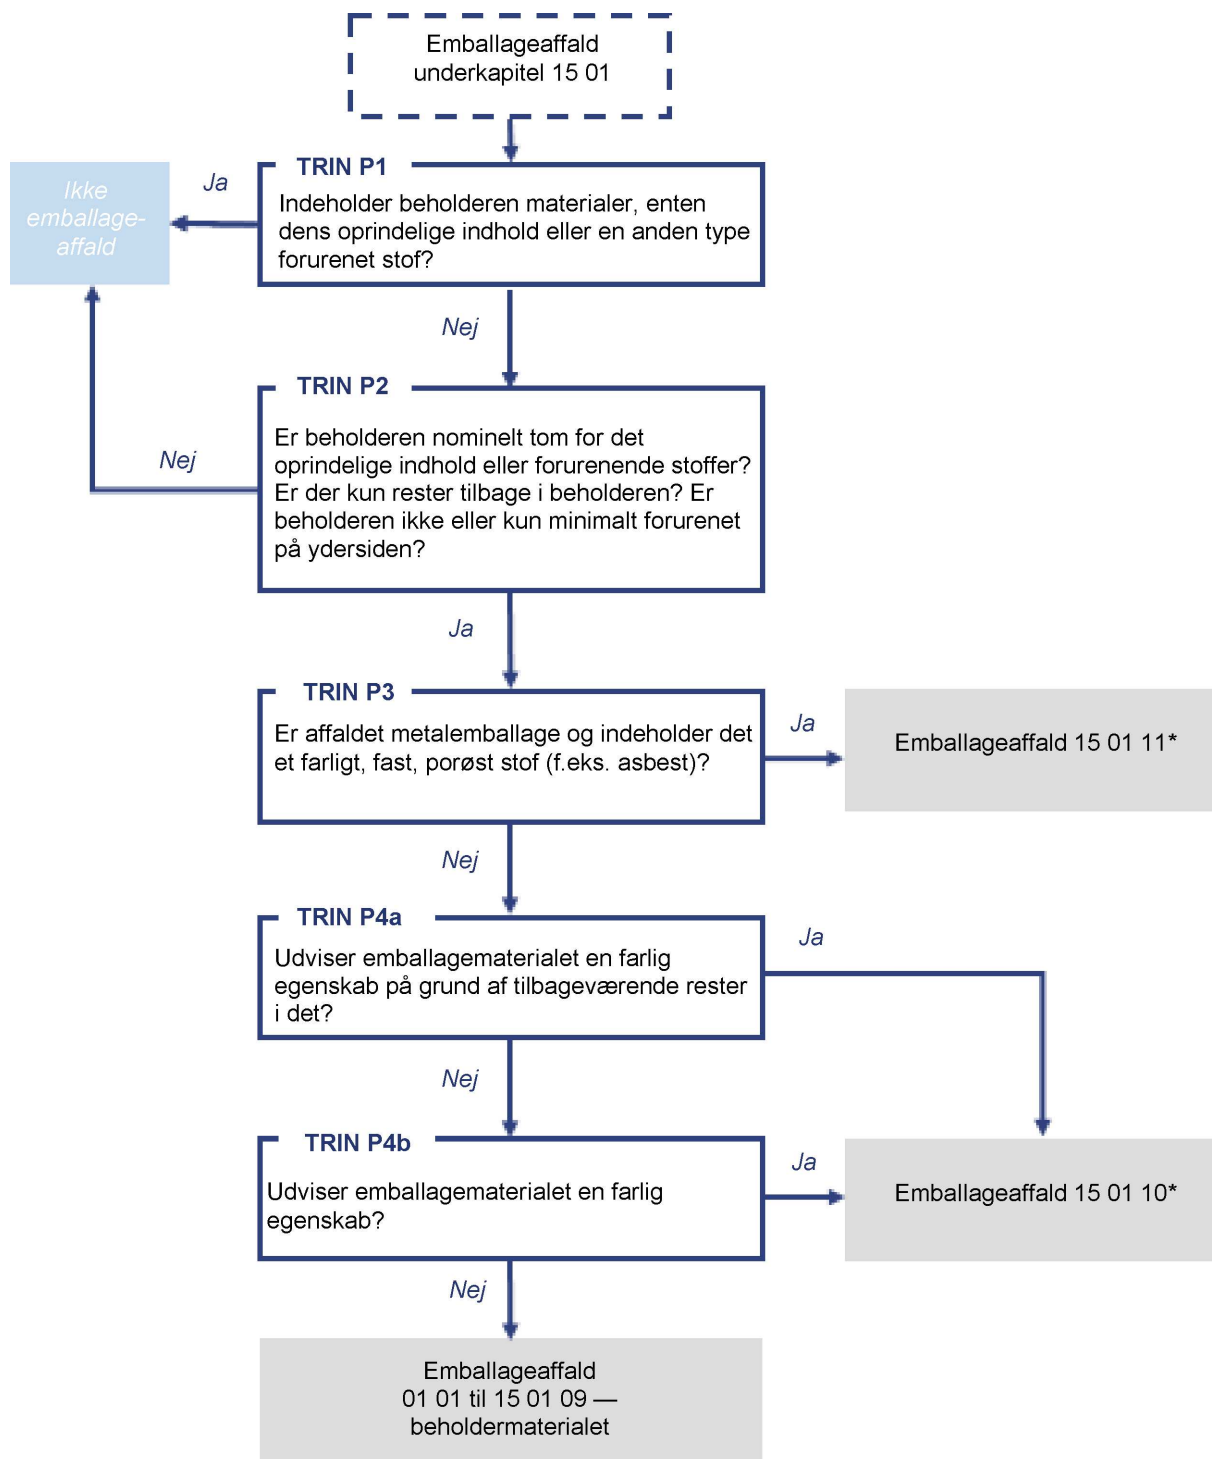 Emballageaffald
underkapitel 15 01
TRIN P1
Indeholder beholderen materialer, enten
dens oprindelige indhold eller en anden type
forurenet stof?
Ja
Ikke
emballage-
affald
Nej
TRIN P2
Er beholderen nominelt tom for det
oprindelige indhold eller forurenende stoffer?
Er der kun rester tilbage i beholderen? Er
beholderen ikke eller kun minimalt forurenet
på ydersiden?
Nej
Ja
TRIN P3
Er affaldet metalemballage og indeholder det
et farligt, fast, porøst stof (f.eks. asbest)?
Ja
Emballageaffald 15 01 11*
Nej
TRIN P4a
Udviser emballagematerialet en farlig
egenskab på grund af tilbageværende rester
i det?
Ja
Nej
TRIN P4b
Udviser emballagematerialet en farlig
egenskab?
Ja
Emballageaffald 15 01 10*
Nej
Emballageaffald
01 01 til 15 01 09 —
beholdermaterialet